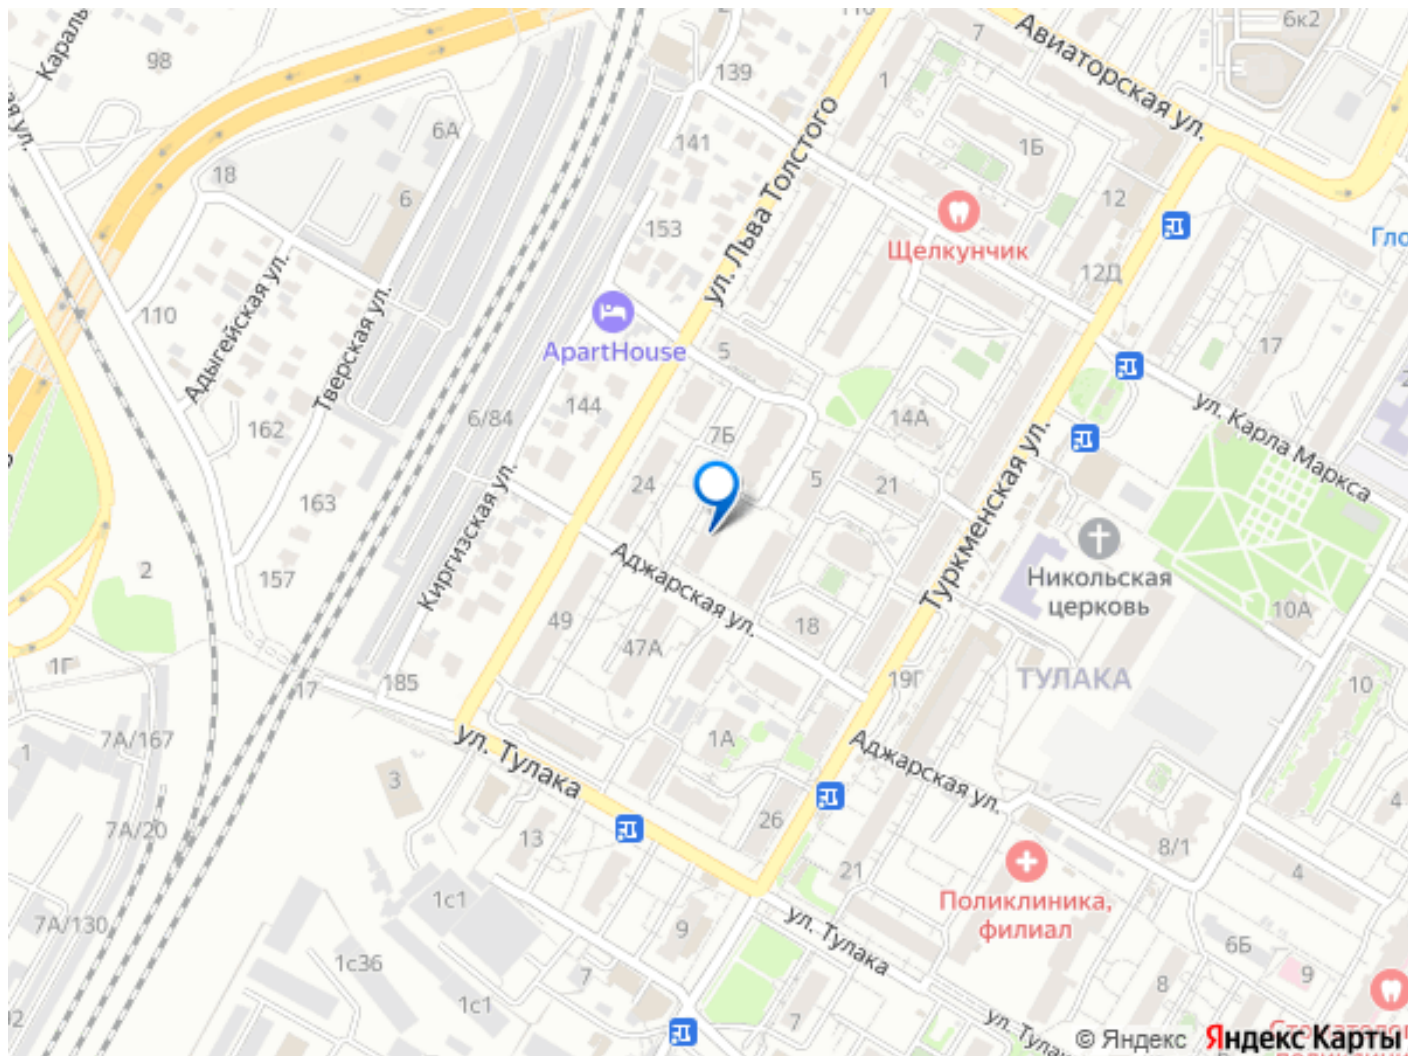 7
6к2
Караль
98
139
1
Авиаторская ул.
ул.
6А
141
1Б
18
6
ул. Льва Толстого
12
153
Щелкунчик
Гло
12Д
110
Адыгейская ул.
Тверская ул.
ApartHouse
5
17
144
6/84
14А
7Б
ул. Карла Маркса
162
24
5
21
163
Туркменская ул.
Киргизская ул.
Аджарская ул.
2
157
Никольская
церковь
10А
49
18
47А
1Г
17
185
19Г
ТУЛАКА
10
7А/167
1
1А
ул. Тулака
Аджарская ул.
3
4
7А/20
13
26
8/1
21
4
Поликлиника,
филиал
1с1
ул. Тулака
7А/130
9
6Б
1с36
7
9
8
1с1
7
2
ул. Тулак
© Яндекс
Яндекс Карты